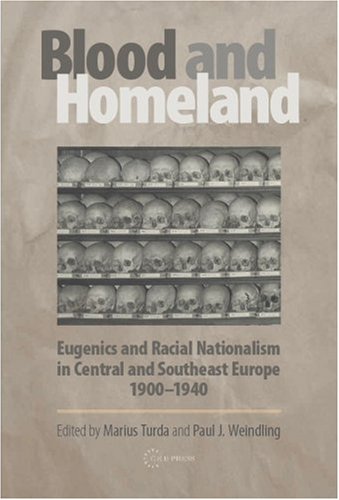 Blood and
Homeland
Eugenics and Racial Nationalism
in Central and Southeast Europe
1900–1940
Edited by Marius Turda and Paul J. Weindling
CEU PRESS